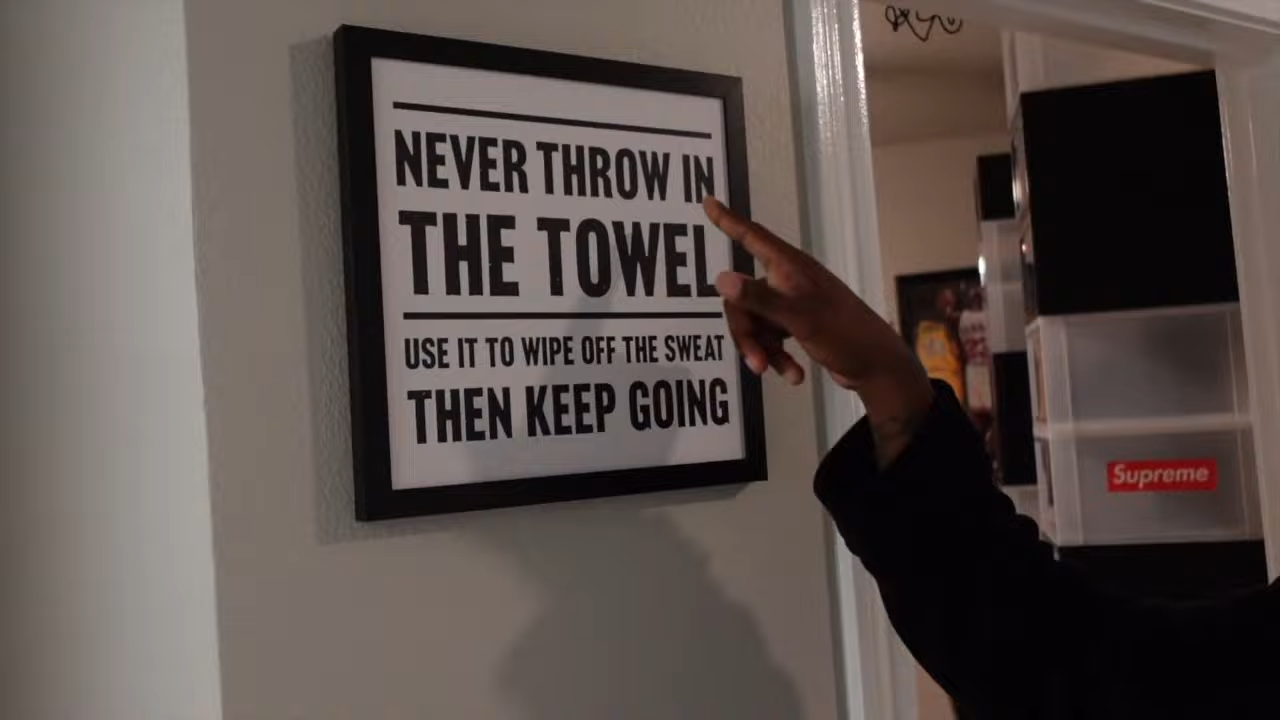 NEVER THROW IN
THE TOWEL
USE IT TO WIPE OFF THE SWEAT
THEN KEEP GOING
Supreme